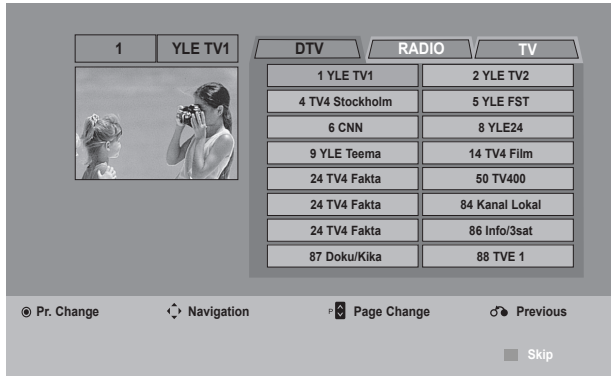 1 YLE TV1 DTV RADIO TV
1 YLE TV1 2 YLE TV2
4 TV4 Stockholm 5 YLE FST
6 CNN 8 YLE24
9 YLE Teema 14 TV4 Film
24 TV4 Fakta 50 TV400
24 TV4 Fakta 84 Kanal Lokal
24 TV4 Fakta 86 Info/3sat
87 Doku/Kika 88 TVE 1
Pr. Change Navigation P Page Change Previous
Skip